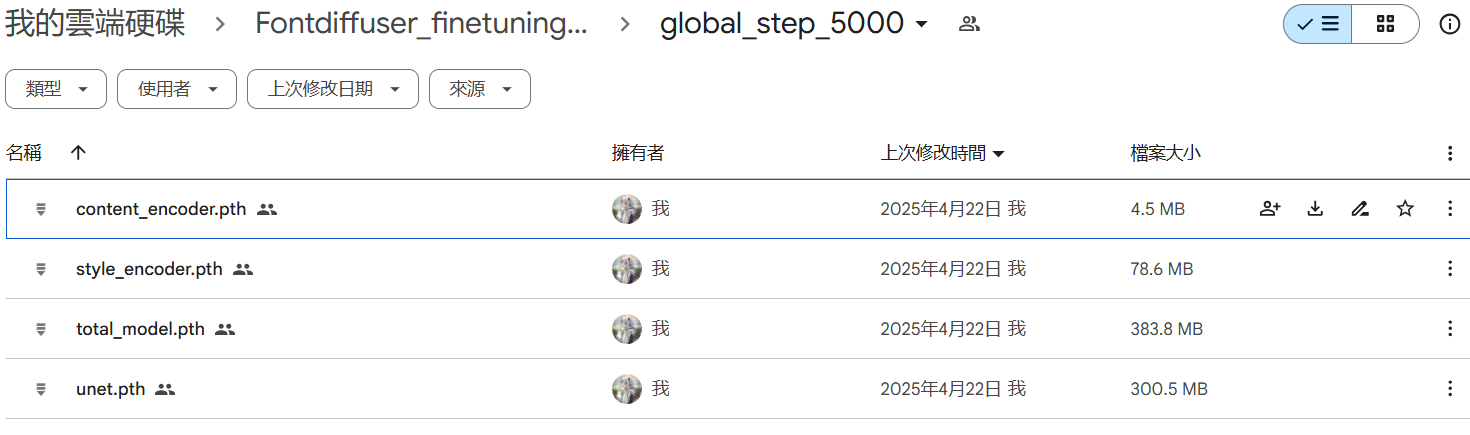 我的雲端硬碟 > Fontdiffuser_finetuning... > global_step_5000
類型 使用者 上次修改日期 來源
名稱 擁有者 上次修改時間 檔案大小
content_encoder.pth 我 2025年4月22日 我 4.5 MB
style_encoder.pth 我 2025年4月22日 我 78.6 MB
total_model.pth 我 2025年4月22日 我 383.8 MB
unet.pth 我 2025年4月22日 我 300.5 MB